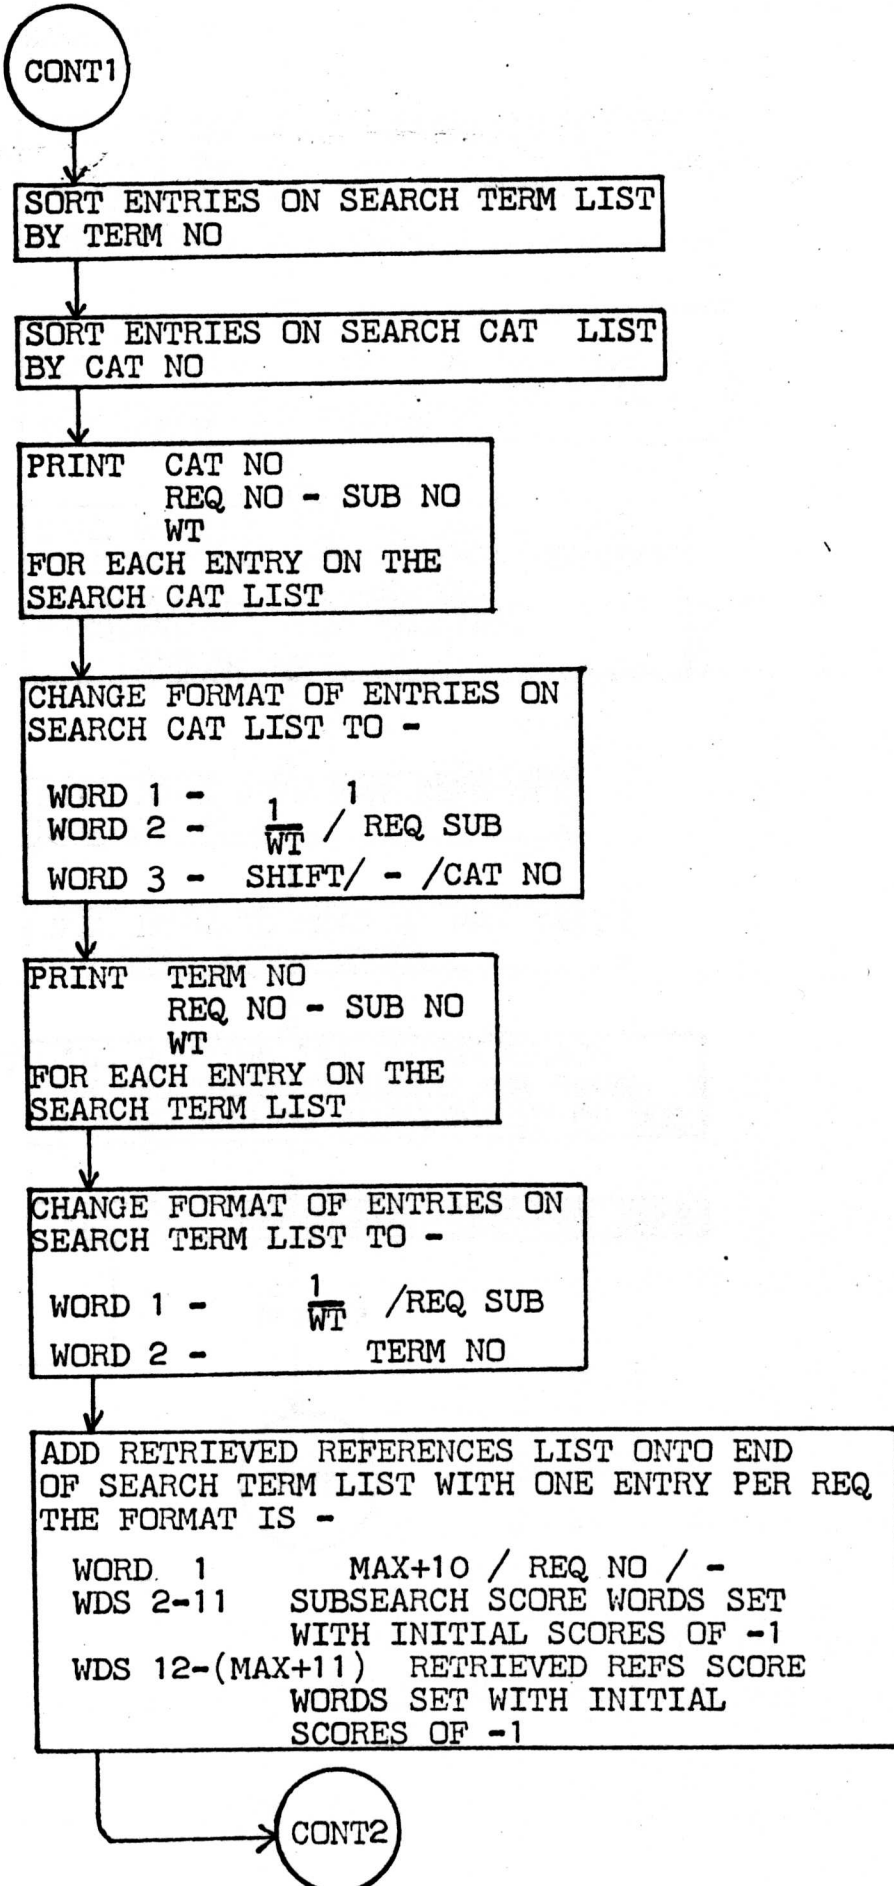 CONT1
SORT ENTRIES ON SEARCH TERM LIST
BY TERM NO
SORT ENTRIES ON SEARCH CAT LIST
BY CAT NO
PRINT CAT NO
REQ NO - SUB NO
WT
FOR EACH ENTRY ON THE
SEARCH CAT LIST
CHANGE FORMAT OF ENTRIES ON
SEARCH CAT LIST TO -
WORD 1 - 1
WORD 2 - 1/WT / REQ SUB
WORD 3 - SHIFT/ - /CAT NO
PRINT TERM NO
REQ NO - SUB NO
WT
FOR EACH ENTRY ON THE
SEARCH TERM LIST
CHANGE FORMAT OF ENTRIES ON
SEARCH TERM LIST TO -
WORD 1 - 1/WT /REQ SUB
WORD 2 - TERM NO
ADD RETRIEVED REFERENCES LIST ONTO END
OF SEARCH TERM LIST WITH ONE ENTRY PER REQ
THE FORMAT IS -
WORD 1 MAX+10 / REQ NO / -
WDS 2-11 SUBSEARCH SCORE WORDS SET
WITH INITIAL SCORES OF -1
WDS 12-(MAX+11) RETRIEVED REFS SCORE
WORDS SET WITH INITIAL
SCORES OF -1
CONT2